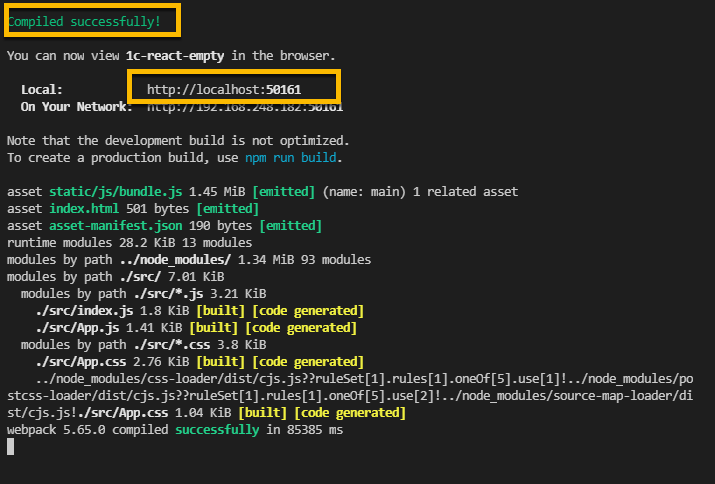 Compiled successfully!
You can now view 1c-react-empty in the browser.
Local: http://localhost:50161
On Your Network: http://192.168.248.182:50161
Note that the development build is not optimized.
To create a production build, use npm run build.
asset static/js/bundle.js 1.45 MiB [emitted] (name: main) 1 related asset
asset index.html 501 bytes [emitted]
asset asset-manifest.json 190 bytes [emitted]
runtime modules 28.2 KiB 13 modules
modules by path ../node_modules/ 1.34 MiB 93 modules
modules by path ./src/ 7.01 KiB
modules by path ./src/*.js 3.21 KiB
./src/index.js 1.8 KiB [built] [code generated]
./src/App.js 1.41 KiB [built] [code generated]
modules by path ./src/*.css 3.8 KiB
./src/App.css 2.76 KiB [built] [code generated]
../node_modules/css-loader/dist/cjs.js??ruleSet[1].rules[1].oneOf[5].use[1]!../node_modules/po
stcss-loader/dist/cjs.js??ruleSet[1].rules[1].oneOf[5].use[2]!../node_modules/source-map-loader/di
st/cjs.js!./src/App.css 1.04 KiB [built] [code generated]
webpack 5.65.0 compiled successfully in 85385 ms